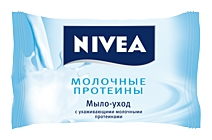 NIVEA
МОЛОЧНЫЕ
ПРОТЕИНЫ
Мыло-уход
с ухаживающими молочными
протеинами